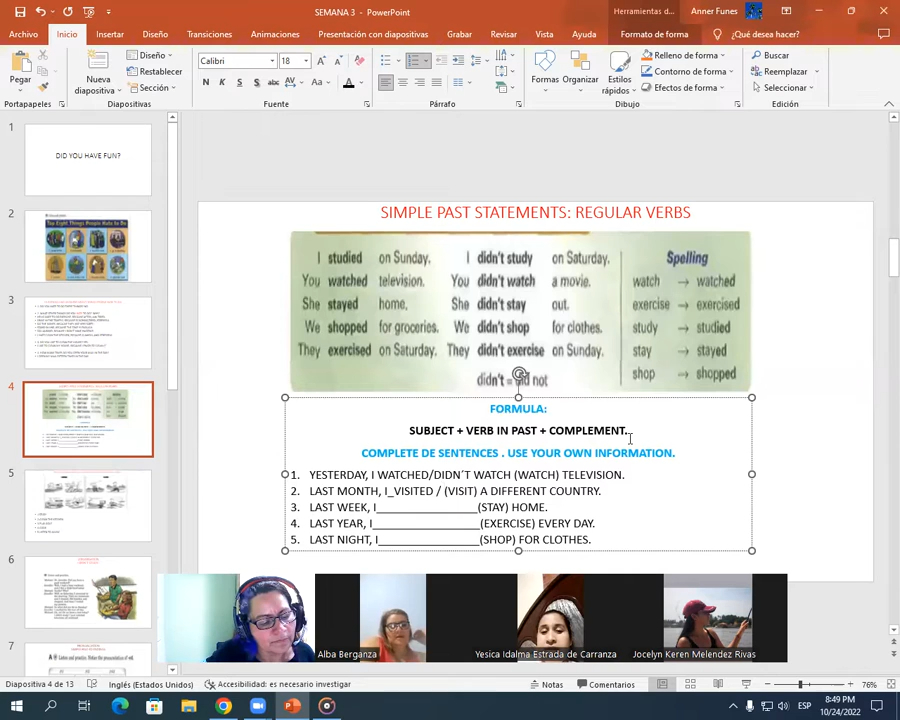 SEMANA 3 - PowerPoint
Herramientas d...
Anner Funes
Archivo Inicio Insertar Diseño Transiciones Animaciones Presentación con diapositivas Grabar Revisar Vista Ayuda Formato de forma ¿Qué desea hacer?
Pegar
Nueva diapositiva
Diseño
Restablecer
Sección
Calibri 18
N K S S Aa A
Formas Organizar Estilos rápidos
Relleno de forma
Contorno de forma
Efectos de forma
Buscar
Reemplazar
Seleccionar
Portapapeles Diapositivas Fuente Párrafo Dibujo Edición
1
DID YOU HAVE FUN?
2
3
4
5
6
7
SIMPLE PAST STATEMENTS: REGULAR VERBS
I studied on Sunday. I didn't study on Saturday. Spelling
You watched television. You didn't watch a movie. watch → watched
She stayed home. She didn't stay out. exercise → exercised
We shopped for groceries. We didn't shop for clothes. study → studied
They exercised on Saturday. They didn't exercise on Sunday. stay → stayed
didn't = did not shop → shopped
FORMULA:
SUBJECT + VERB IN PAST + COMPLEMENT.
COMPLETE DE SENTENCES . USE YOUR OWN INFORMATION.
1. YESTERDAY, I WATCHED/DIDN´T WATCH (WATCH) TELEVISION.
2. LAST MONTH, I_VISITED / (VISIT) A DIFFERENT COUNTRY.
3. LAST WEEK, I________________(STAY) HOME.
4. LAST YEAR, I_________________(EXERCISE) EVERY DAY.
5. LAST NIGHT, I________________(SHOP) FOR CLOTHES.
Alba Berganza
Yesica Idalma Estrada de Carranza
Jocelyn Keren Melendez Rivas
Diapositiva 4 de 13 Inglés (Estados Unidos) Accesibilidad: es necesario investigar Notas Comentarios 76%
ESP
8:49 PM
10/24/2022